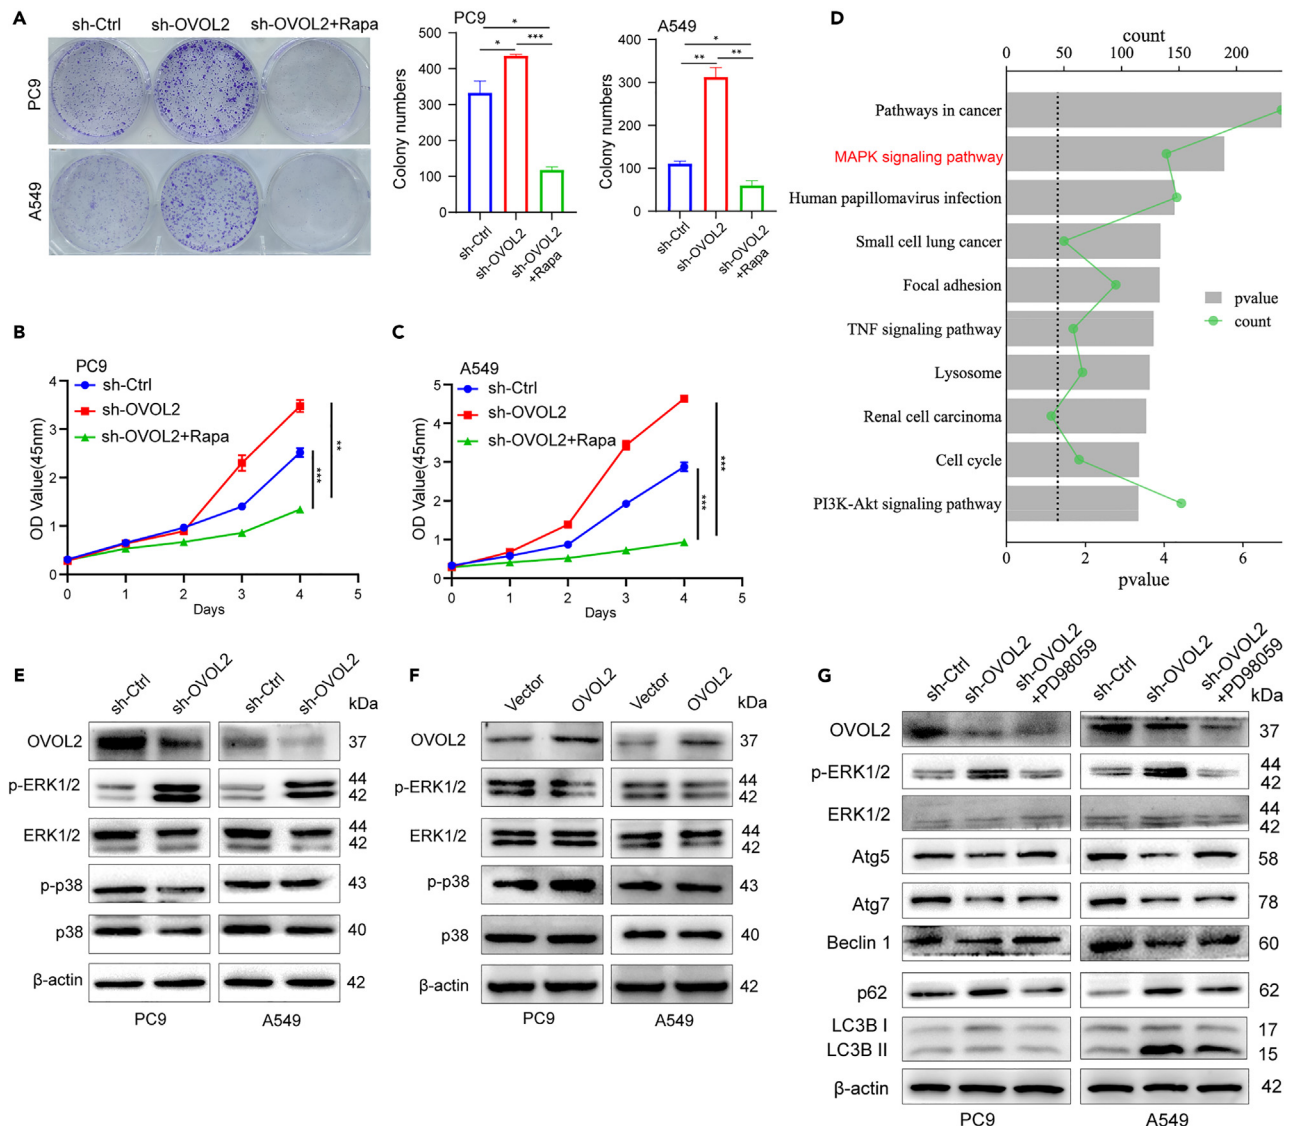 A
sh-Ctrl sh-OVOL2 sh-OVOL2+Rapa
PC9
A549
PC9
Colony numbers
500
400
300
200
100
0
* *** *
sh-Ctrl
sh-OVOL2
sh-OVOL2
+Rapa
A549
Colony numbers
400
300
200
100
0
** ** *
sh-Ctrl
sh-OVOL2
sh-OVOL2
+Rapa
B
PC9
sh-Ctrl
sh-OVOL2
sh-OVOL2+Rapa
OD Value(45nm)
4
3
2
1
0
0 1 2 3 4 5
Days
***
**
C
A549
sh-Ctrl
sh-OVOL2
sh-OVOL2+Rapa
OD Value(45nm)
5
4
3
2
1
0
0 1 2 3 4 5
Days
***
***
D
count
0 50 100 150 200
Pathways in cancer
MAPK signaling pathway
Human papillomavirus infection
Small cell lung cancer
Focal adhesion
TNF signaling pathway
Lysosome
Renal cell carcinoma
Cell cycle
PI3K-Akt signaling pathway
0 2 4 6
pvalue
pvalue
count
E
sh-Ctrl sh-OVOL2 sh-Ctrl sh-OVOL2 kDa
OVOL2 37
p-ERK1/2 44
42
ERK1/2 44
42
p-p38 43
p38 40
β-actin 42
PC9 A549
F
Vector OVOL2 Vector OVOL2 kDa
OVOL2 37
p-ERK1/2 44
42
ERK1/2 44
42
p-p38 43
p38 40
β-actin 42
PC9 A549
G
sh-Ctrl sh-OVOL2 sh-OVOL2
+PD98059 sh-Ctrl sh-OVOL2 sh-OVOL2
+PD98059 kDa
OVOL2 37
p-ERK1/2 44
42
ERK1/2 44
42
Atg5 58
Atg7 78
Beclin 1 60
p62 62
LC3B I 17
LC3B II 15
β-actin 42
PC9 A549